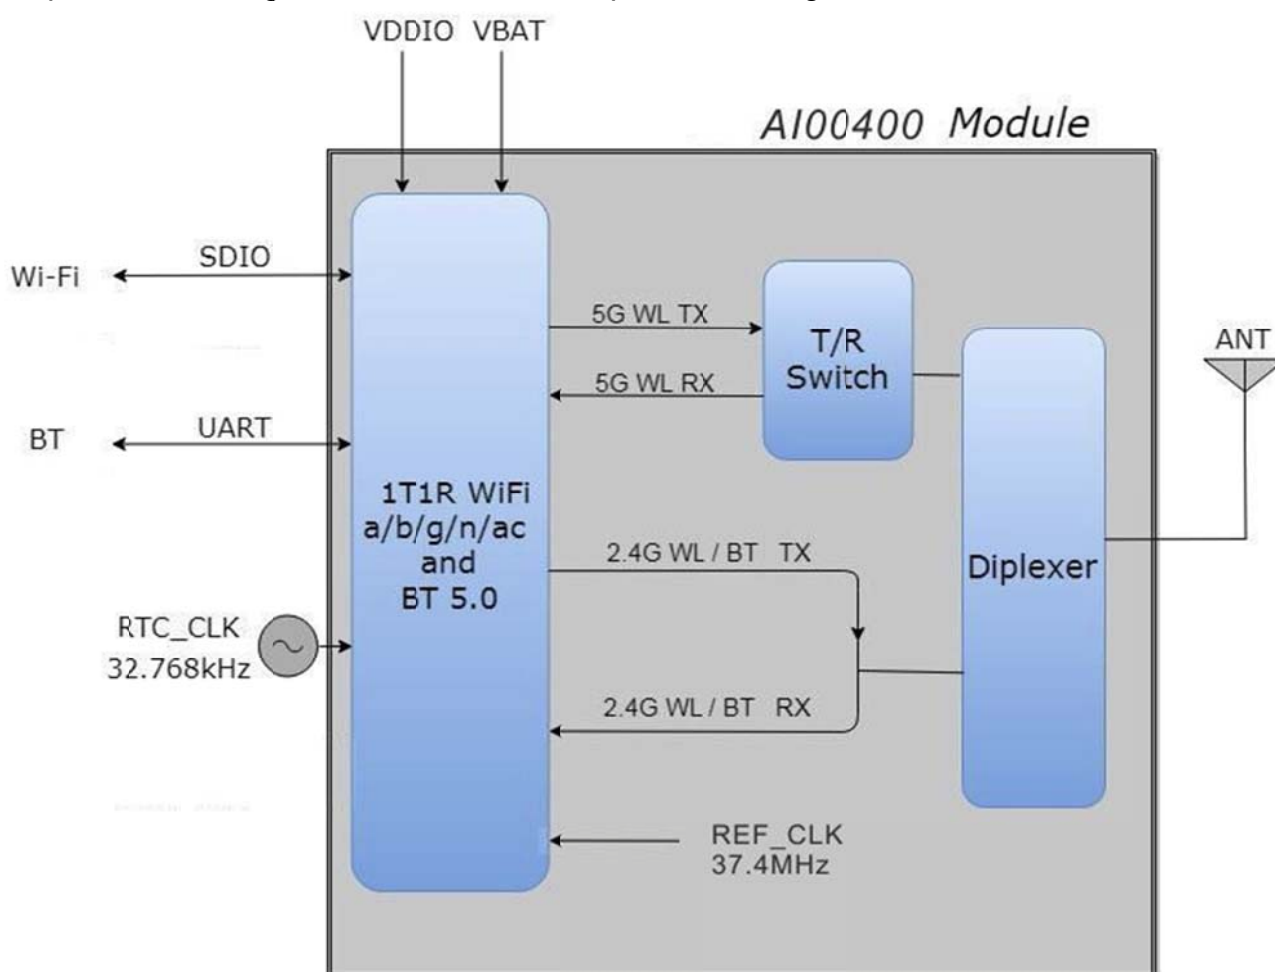 VDDIO VBAT
AI00400 Module
Wi-Fi
SDIO
5G WL TX
T/R
Switch
ANT
5G WL RX
BT
UART
1T1R WiFi
a/b/g/n/ac
and
BT 5.0
2.4G WL / BT TX
Diplexer
RTC_CLK
32.768kHz
2.4G WL / BT RX
REF_CLK
37.4MHz